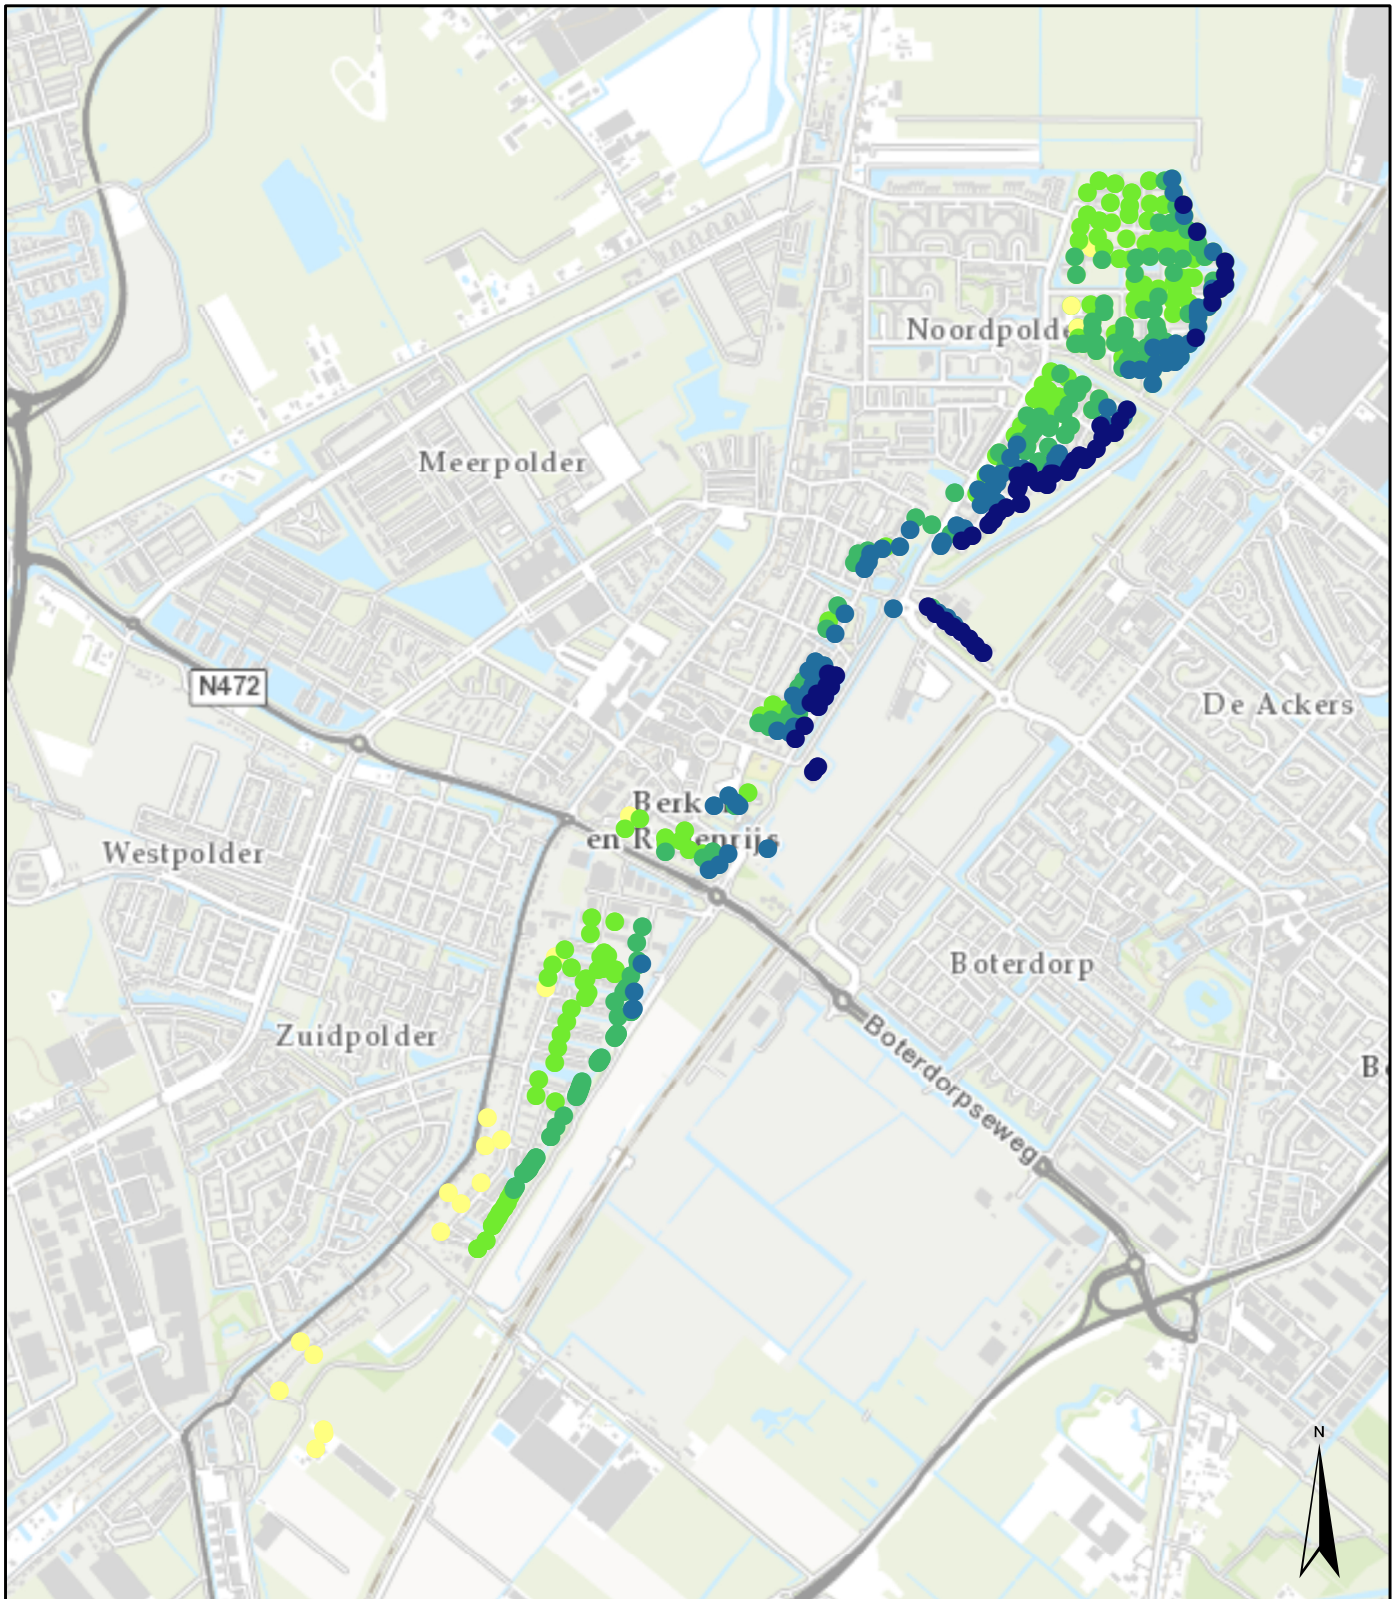 Noordpolde
Meerpolder
N472
De Ackers
Berk
en R enrijs
Westpolder
Boterdorp
Zuidpolder
Boterdorpseweg
B
N